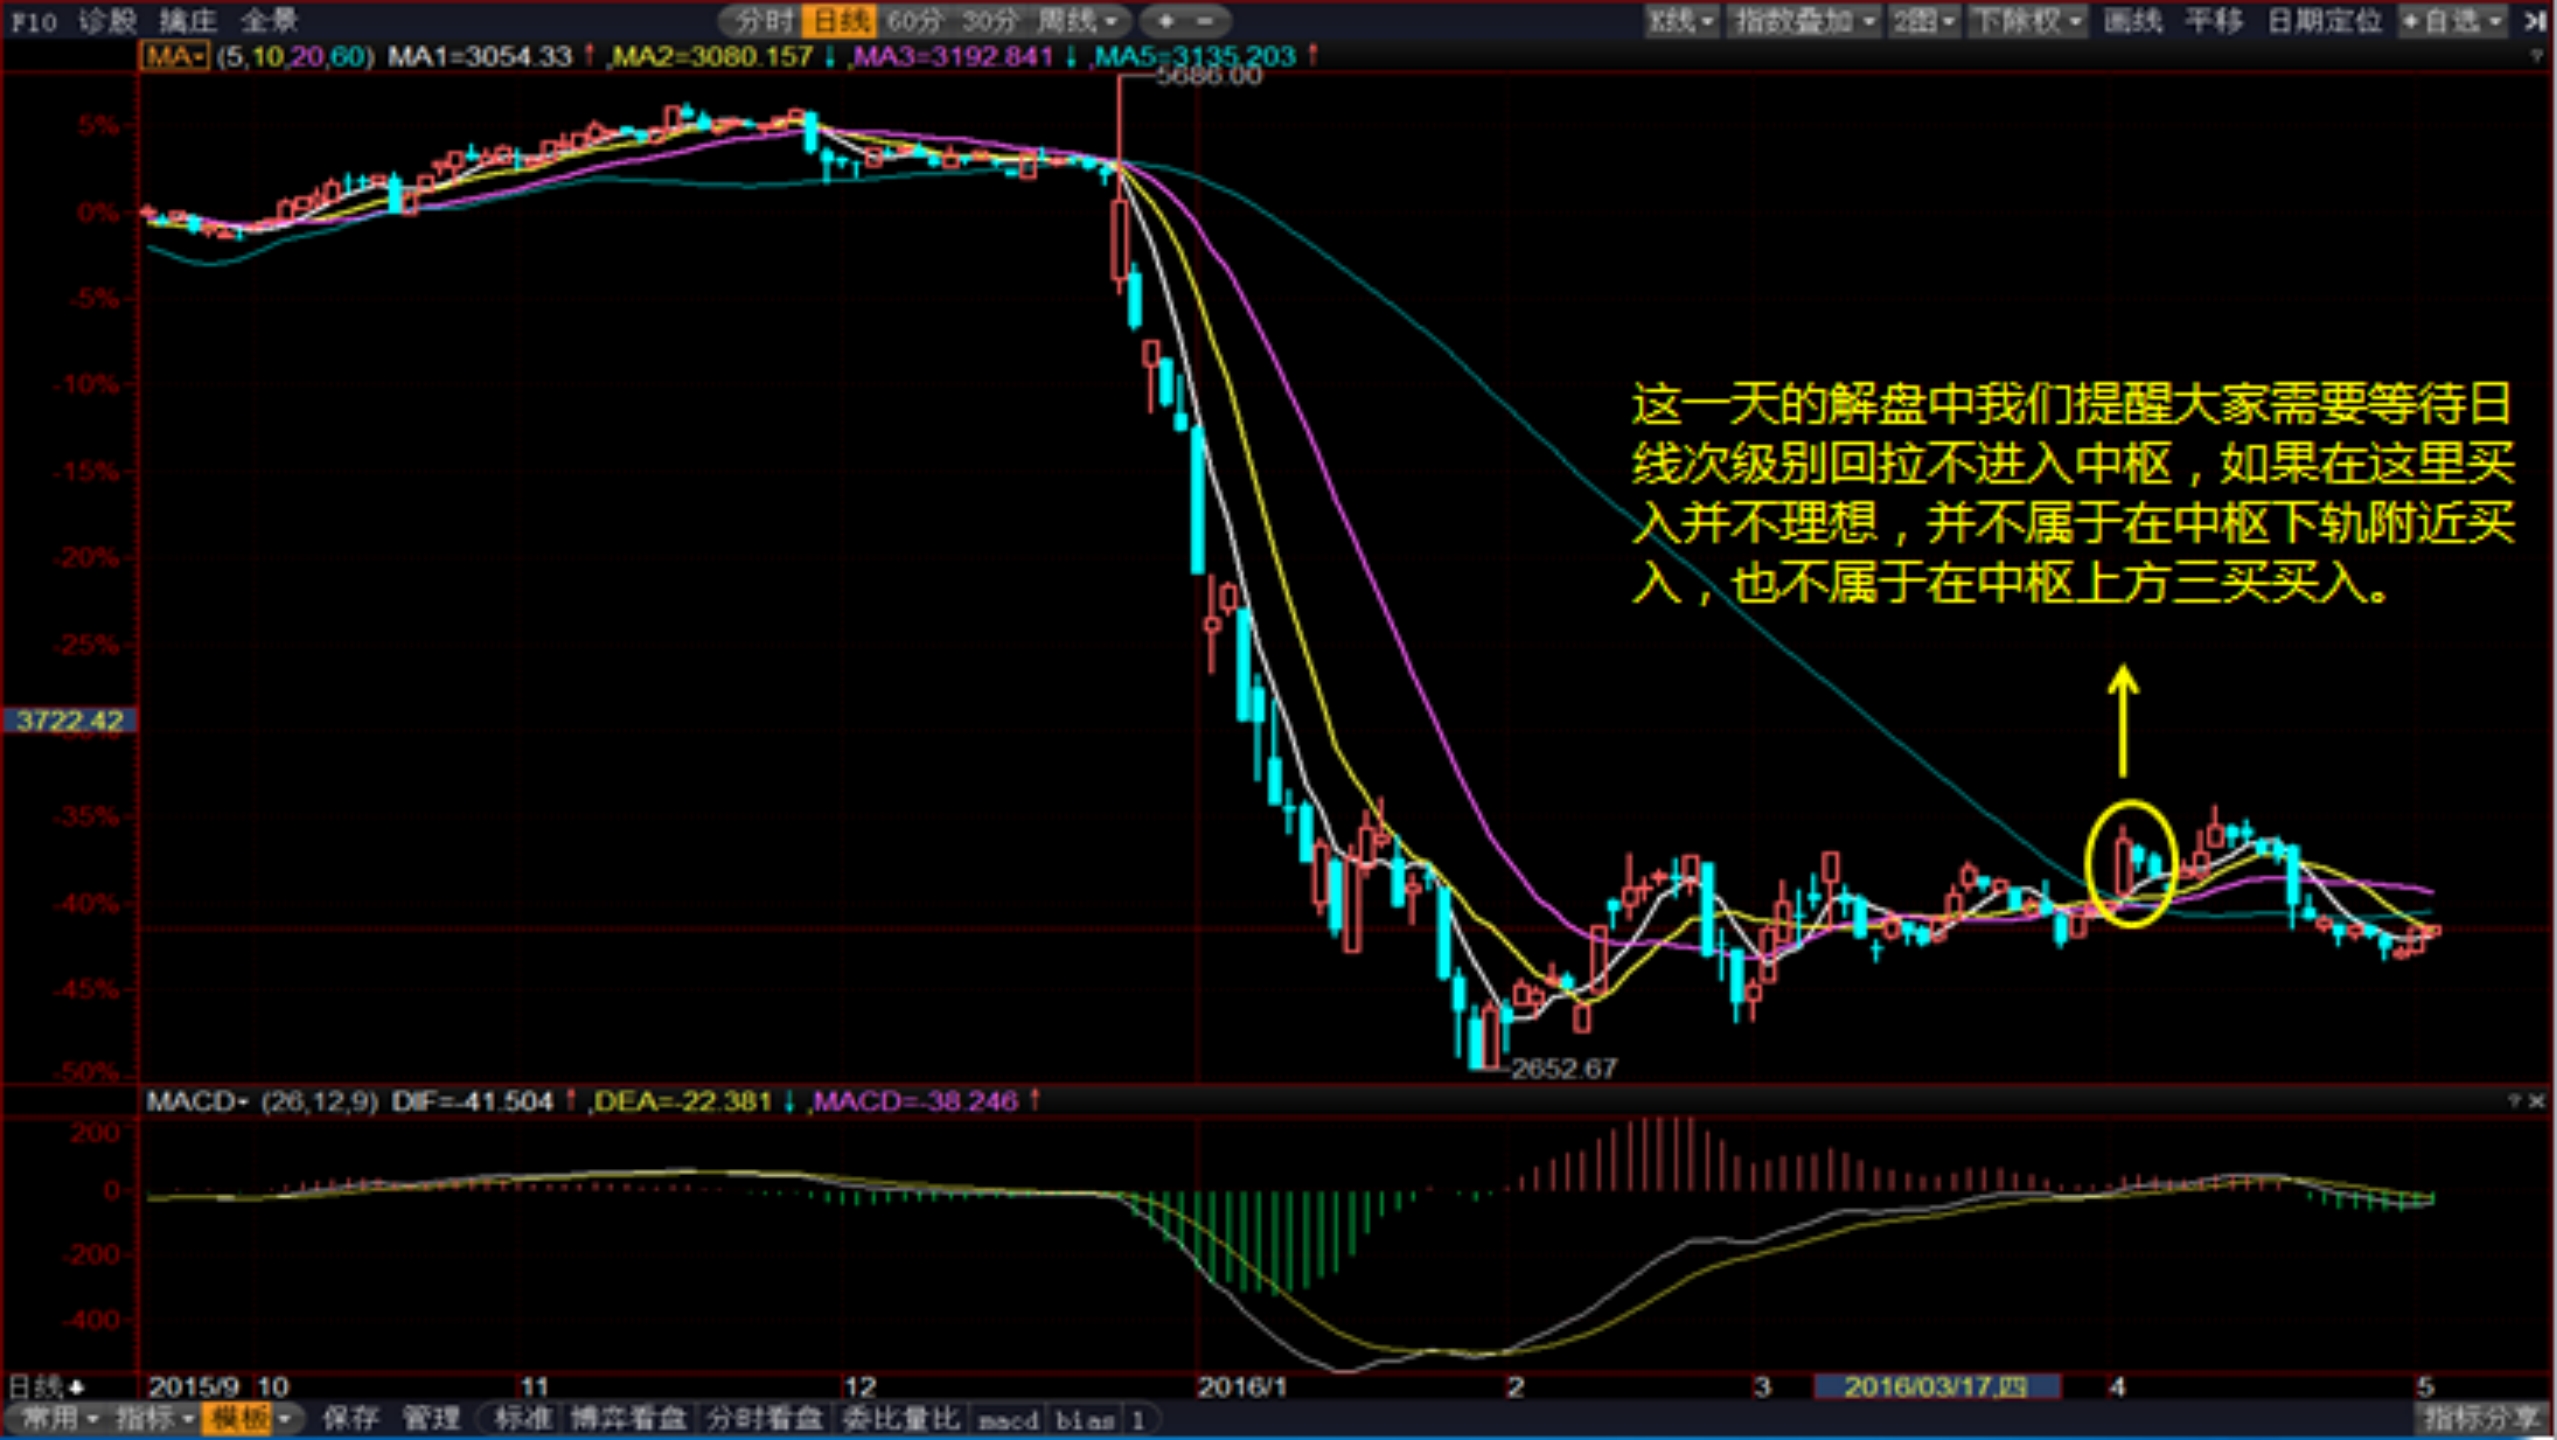 F10 诊股 擒庄 全景 分时 日线 60分 30分 周线 + - K线 指数叠加 2图 下除权 画线 平移 日期定位 +自选
MA (5,10,20,60) MA1=3054.33↑ ,MA2=3080.157↓ ,MA3=3192.841↓ ,MA5=3135.203↑ ?
5686.00
5%
0%
-5%
-10%
-15%
-20%
-25%
3722.42
-35%
-40%
-45%
-50%
这一天的解盘中我们提醒大家需要等待日
线次级别回拉不进入中枢，如果在这里买
入并不理想，并不属于在中枢下轨附近买
入，也不属于在中枢上方三买买入。
2652.67
MACD (26,12,9) DIF=-41.504↑ ,DEA=-22.381↓ ,MACD=-38.246↑ ?×
200
0
-200
-400
日线 2015/9 10 11 12 2016/1 2 3 2016/03/17,四 4 5
常用 指标 模板 保存 管理 标准 博弈看盘 分时看盘 委比量比 macd bias 1 指标分享